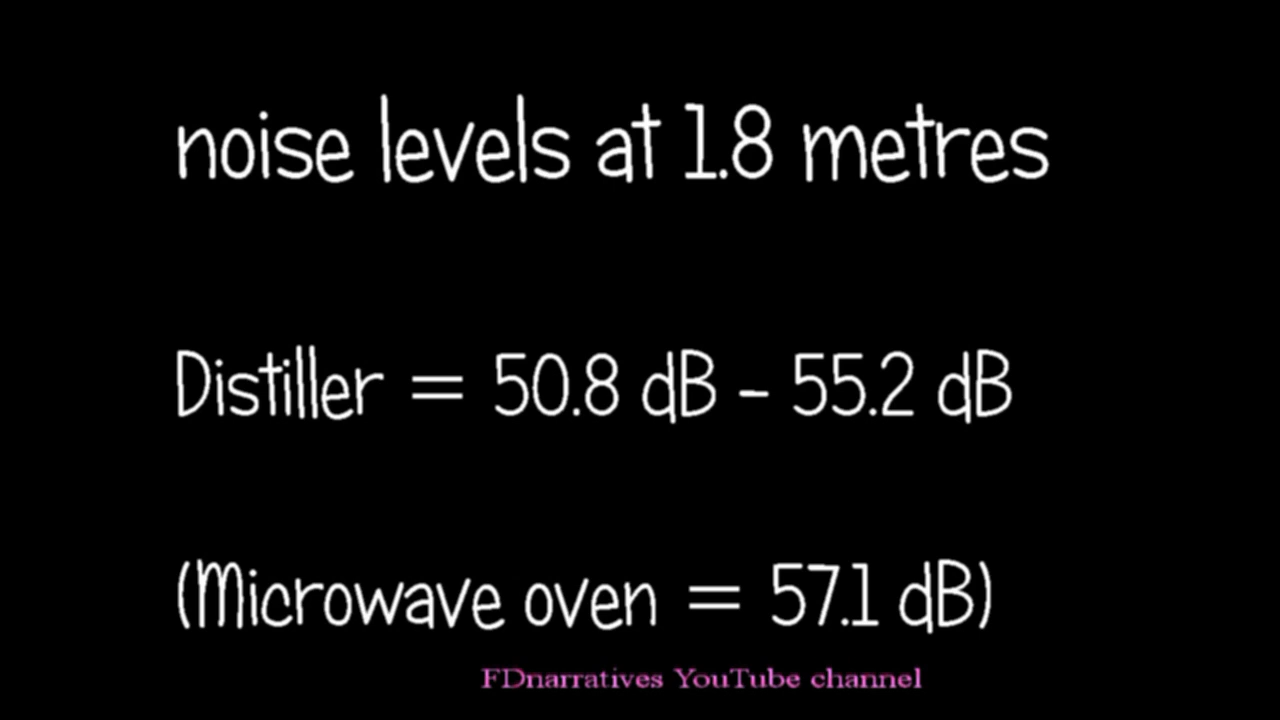 noise levels at 1.8 metres
Distiller = 50.8 dB - 55.2 dB
(Microwave oven = 57.1 dB)
FDnarratives YouTube channel